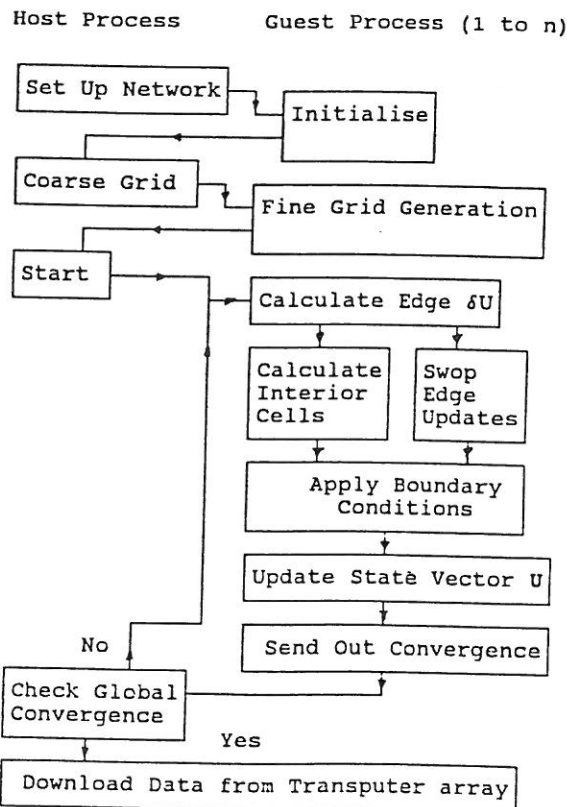 Host Process Guest Process (1 to n)
Set Up Network
Initialise
Coarse Grid
Fine Grid Generation
Start
Calculate Edge δU
Calculate
Interior
Cells
Swop
Edge
Updates
Apply Boundary
Conditions
Update State Vector U
Send Out Convergence
No
Check Global
Convergence
Yes
Download Data from Transputer array